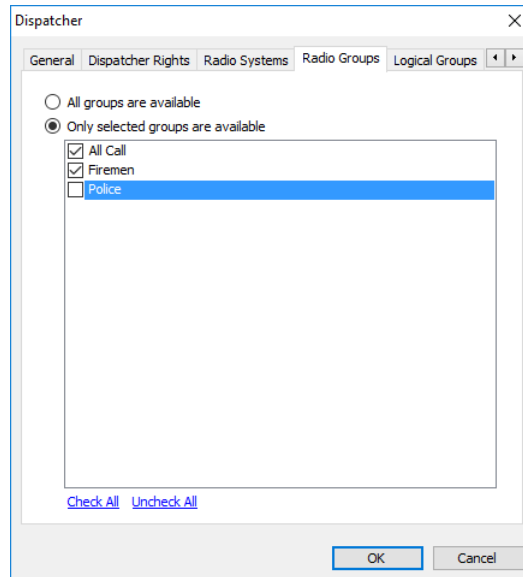 Dispatcher
General Dispatcher Rights Radio Systems Radio Groups Logical Groups
All groups are available
Only selected groups are available
All Call
Firemen
Police
Check All Uncheck All
OK Cancel